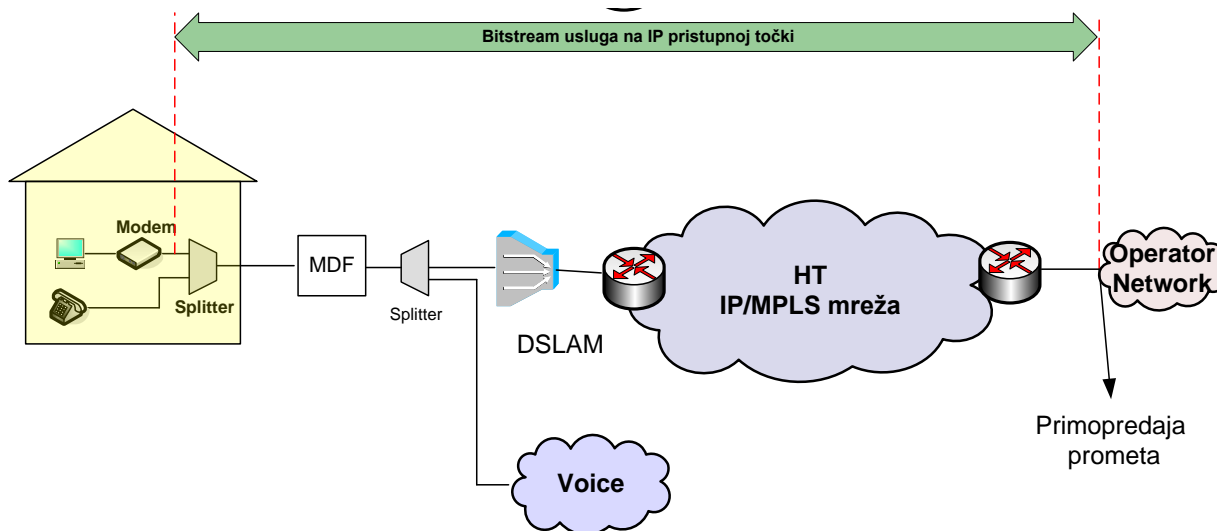 Bitstream usluga na IP pristupnoj točki
Modem
Splitter
MDF
Splitter
DSLAM
HT
IP/MPLS mreža
Operator
Network
Voice
Primopredaja
prometa